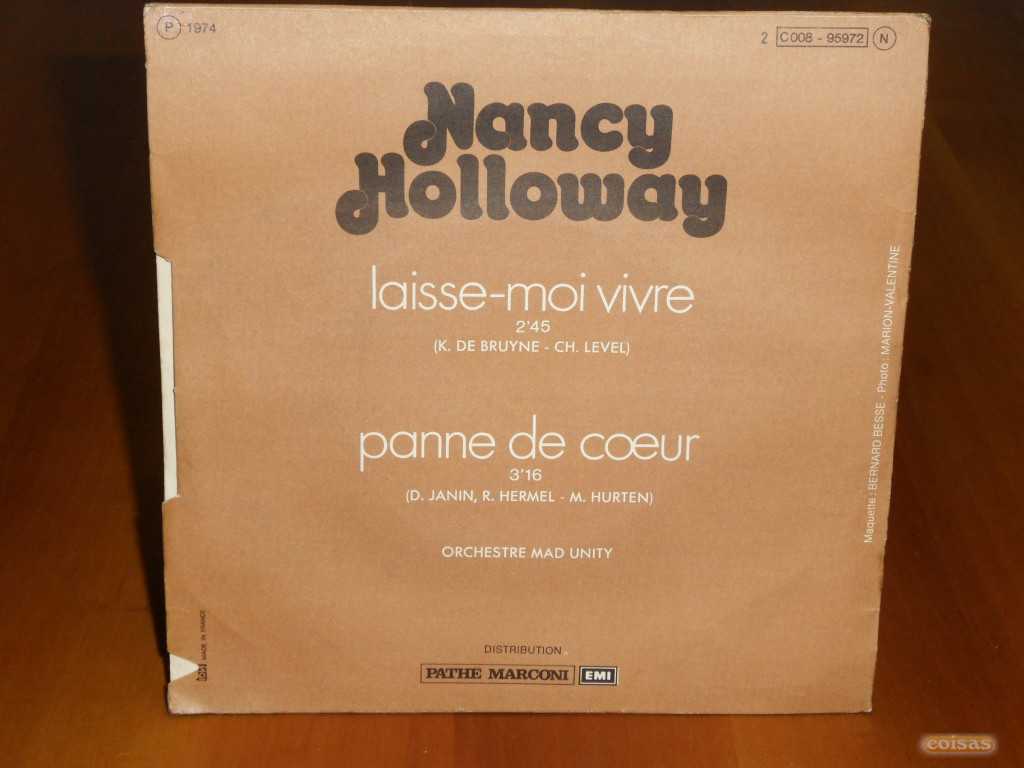 P 1974
2 C008 - 95972 N
Nancy
Holloway
laisse-moi vivre
2'45
(K. DE BRUYNE - CH. LEVEL)
panne de cœur
3'16
(D. JANIN, R. HERMEL - M. HURTEN)
ORCHESTRE MAD UNITY
Maquette : BERNARD BESSE - Photo : MARION-VALENTINE
MADE IN FRANCE
DISTRIBUTION
PATHE MARCONI EMI
coisas